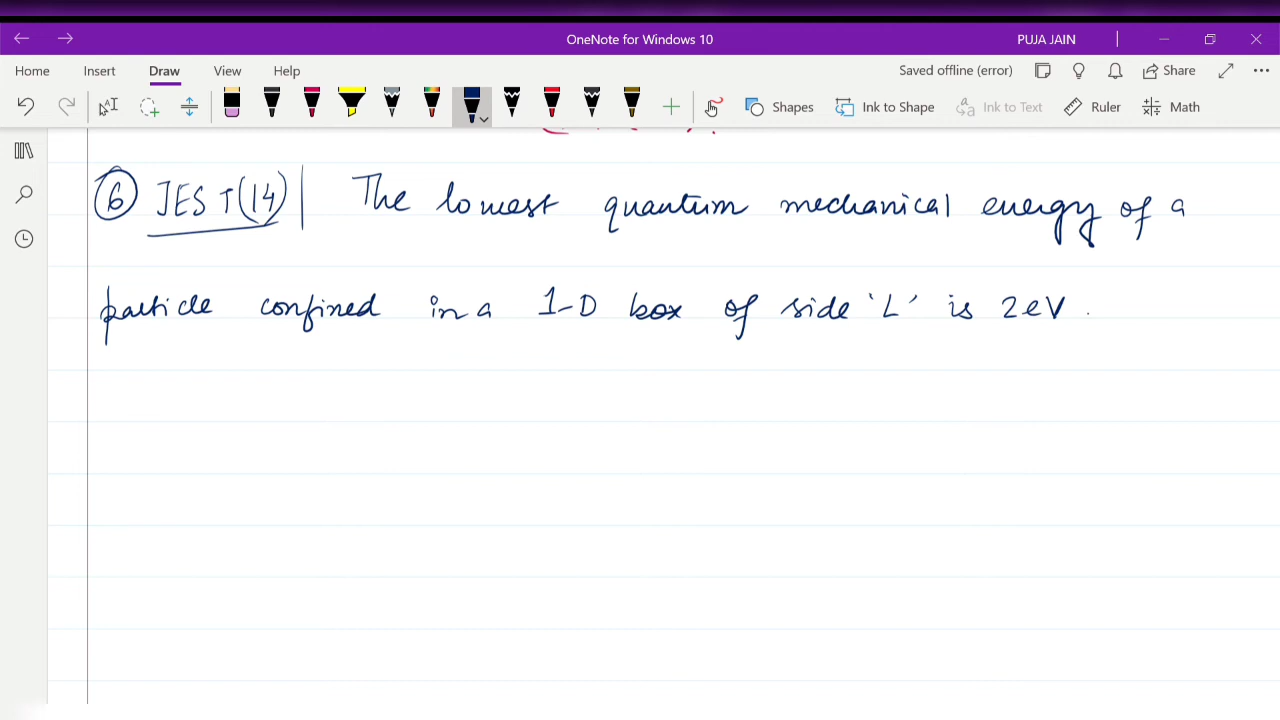 OneNote for Windows 10
PUJA JAIN
Home Insert Draw View Help
Saved offline (error)
Share
Shapes
Ink to Shape
Ink to Text
Ruler
Math
6 JEST(14) | The lowest quantum mechanical energy of a
particle confined in a 1-D box of side 'L' is 2eV.